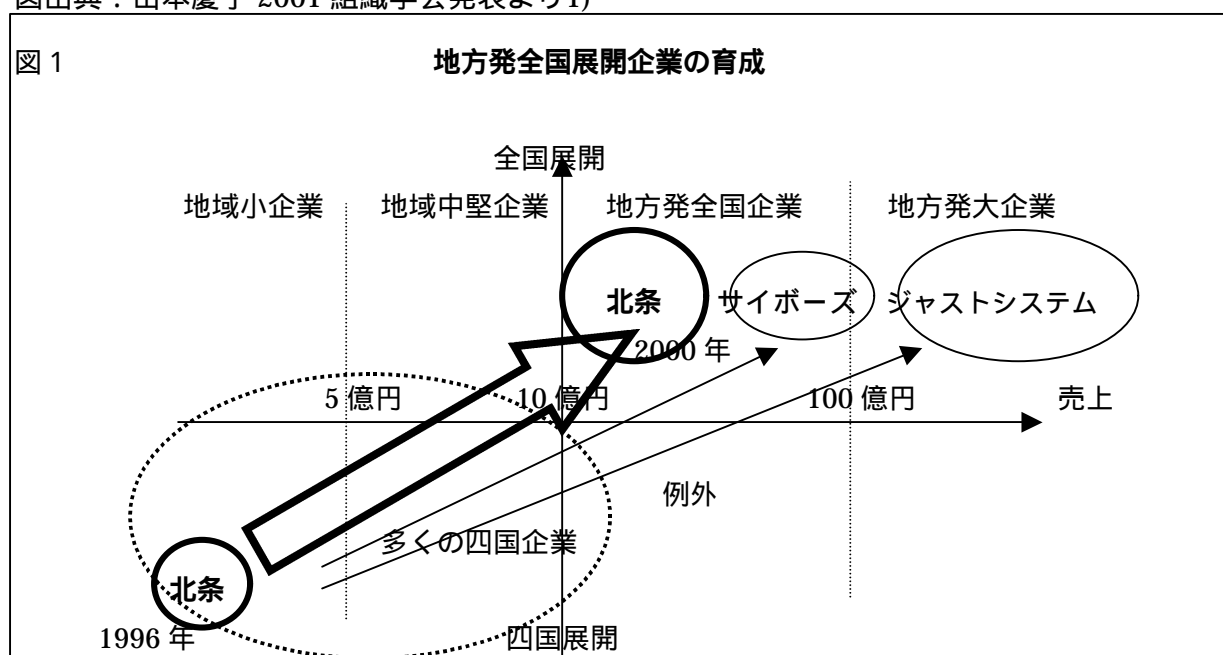 図出典：山本慶子 2001 組織学会発表より1)
図 1
地方発全国展開企業の育成
全国展開
地域小企業 地域中堅企業 地方発全国企業 地方発大企業
北条 サイボーズ ジャストシステム
2000 年
5 億円 10 億円 100 億円 売上
例外
多くの四国企業
北条
1996 年 四国展開